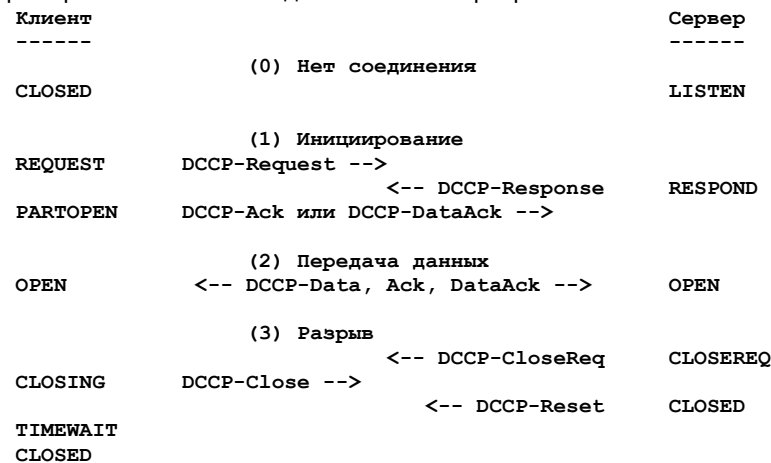 Клиент                                  Сервер
------                                  ------
                (0) Нет соединения
CLOSED                                  LISTEN
                (1) Инициирование
REQUEST     DCCP-Request -->
                        <-- DCCP-Response    RESPOND
PARTOPEN    DCCP-Ack или DCCP-DataAck -->
                (2) Передача данных
OPEN         <-- DCCP-Data, Ack, DataAck -->    OPEN
                (3) Разрыв
                        <-- DCCP-CloseReq    CLOSEREQ
CLOSING     DCCP-Close -->
                           <-- DCCP-Reset    CLOSED
TIMEWAIT
CLOSED